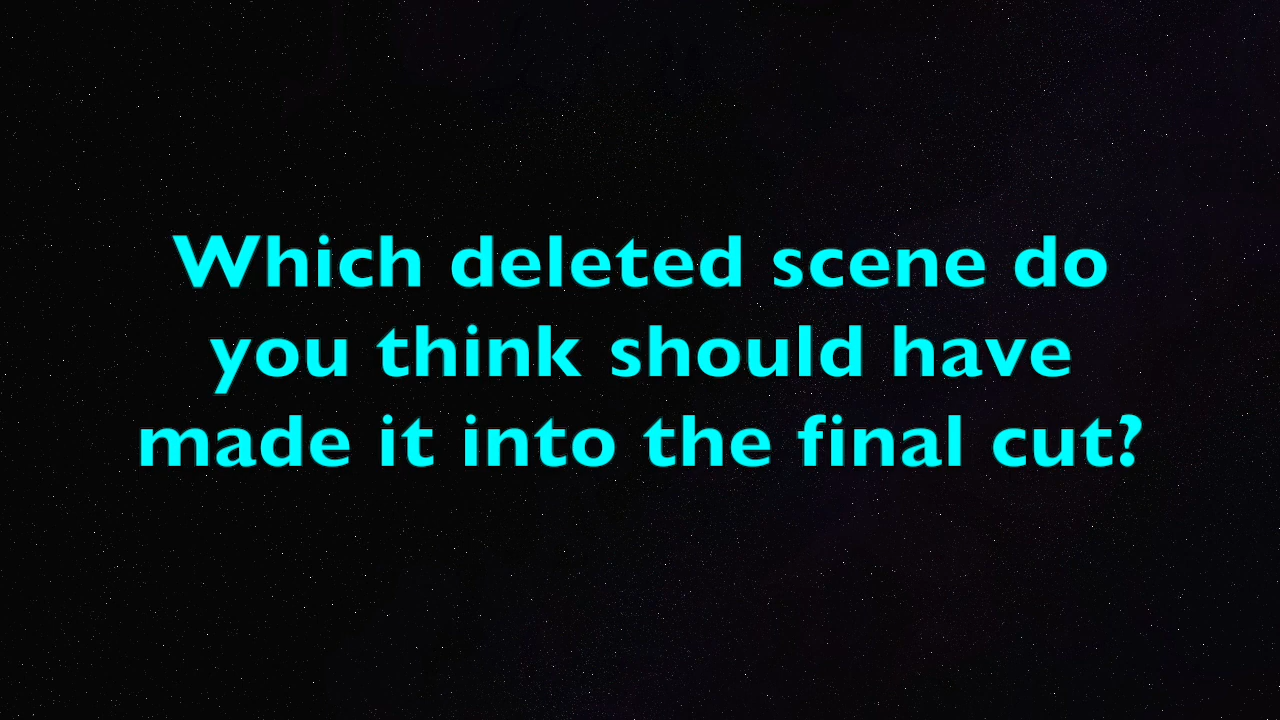 Which deleted scene do
you think should have
made it into the final cut?